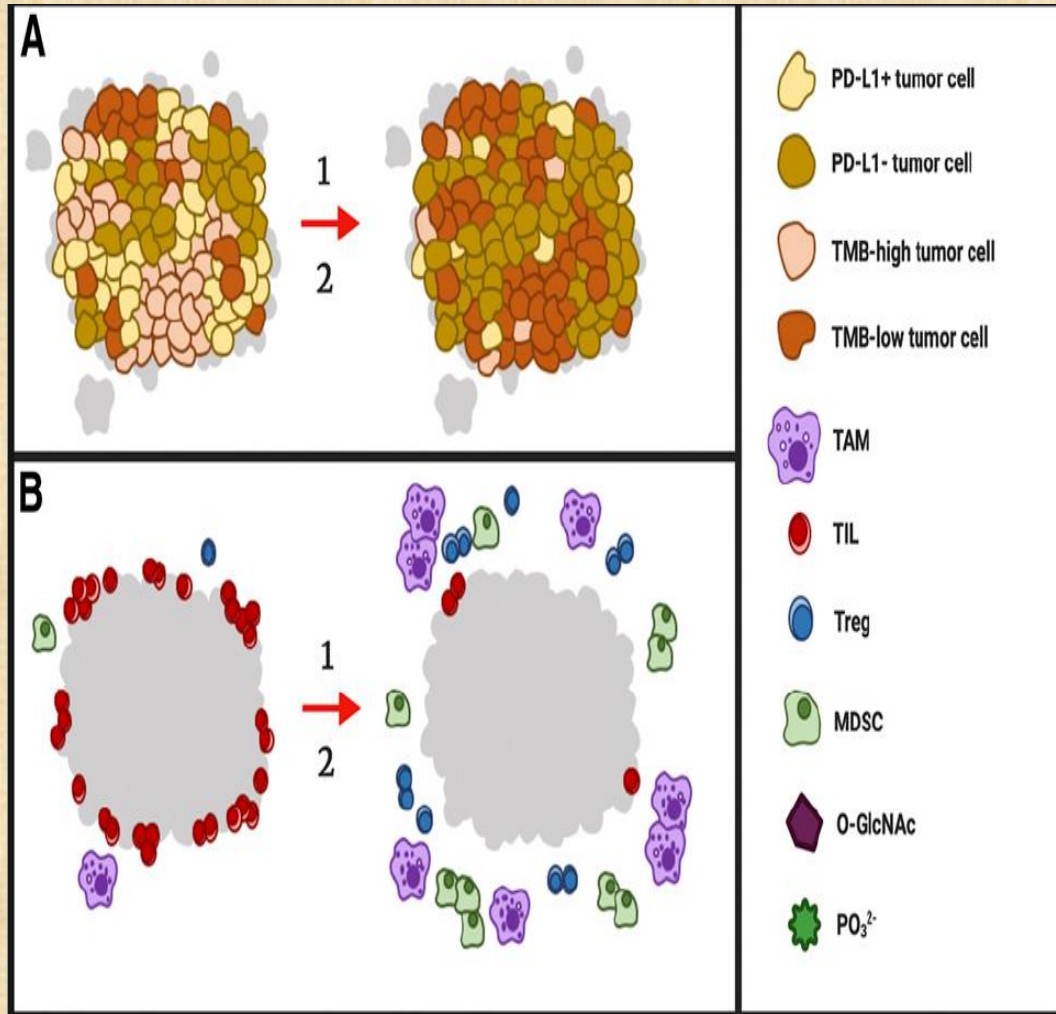 A
1
2
PD-L1+ tumor cell
PD-L1- tumor cell
TMB-high tumor cell
TMB-low tumor cell
TAM
B
1
2
TIL
Treg
MDSC
O-GlcNAc
PO₃²⁻